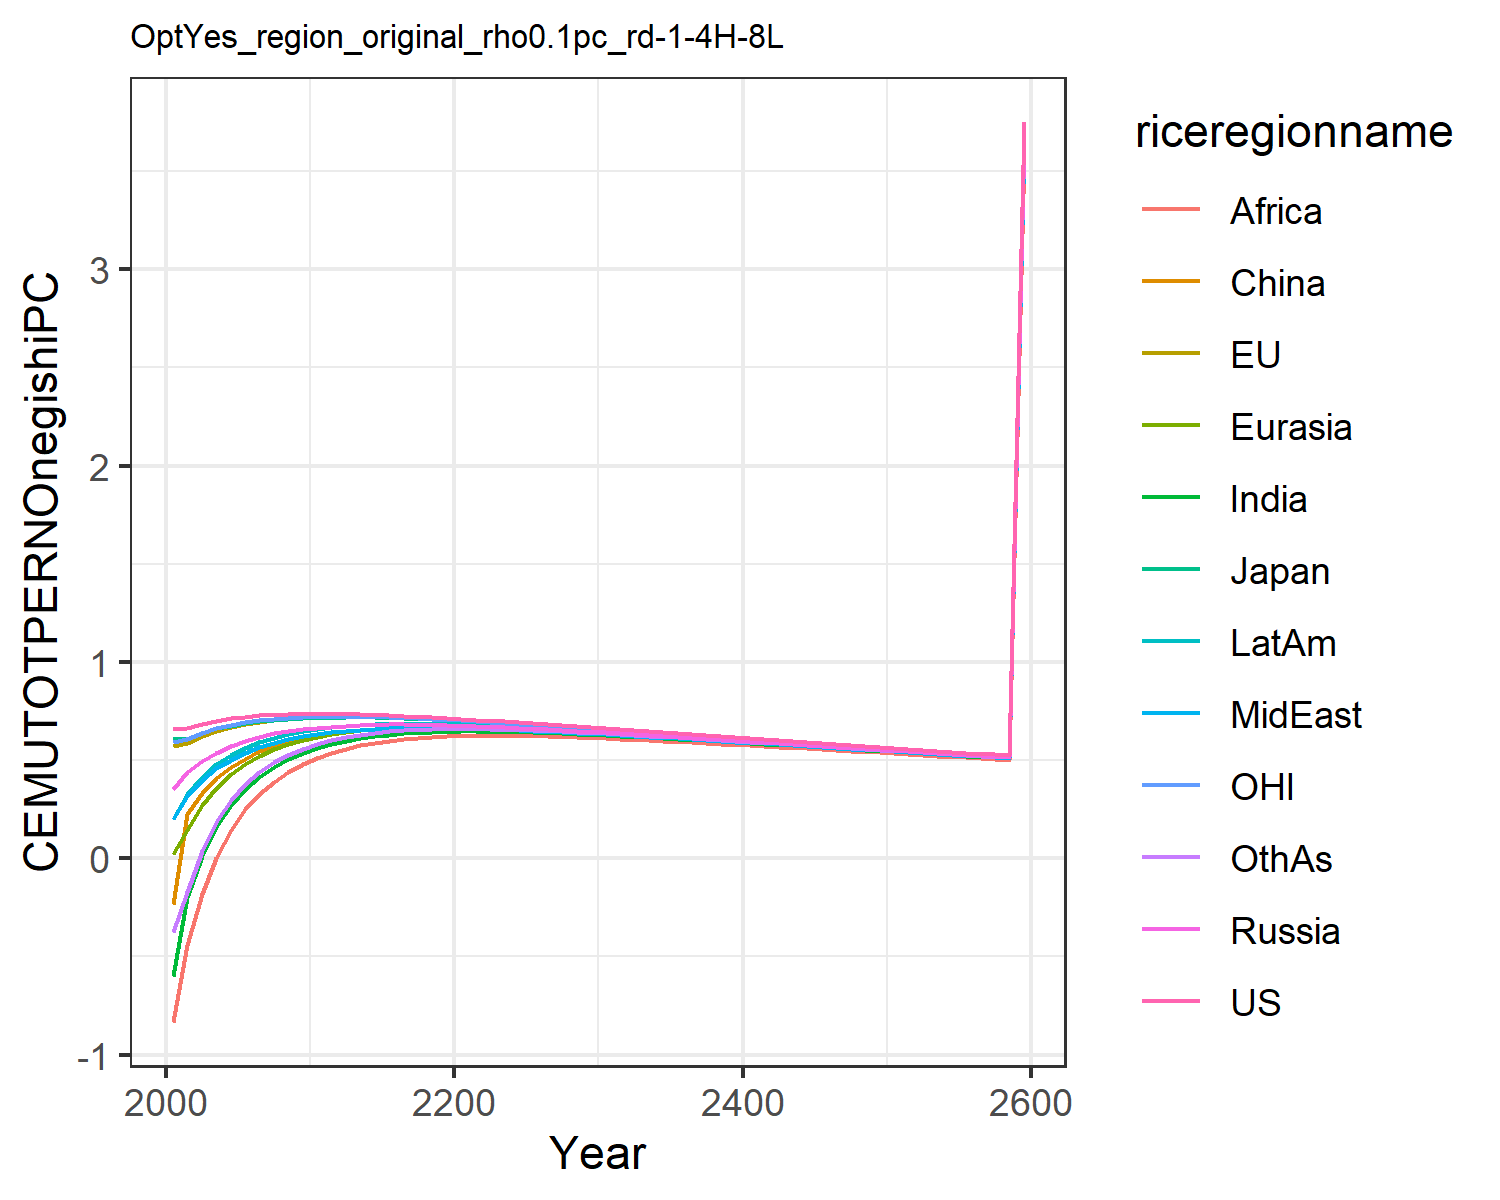 OptYes_region_original_rho0.1pc_rd-1-4H-8L
CEMUTOTPERNOnegishiPC
3
2
1
0
-1
2000 2200 2400 2600
Year
riceregionname
Africa
China
EU
Eurasia
India
Japan
LatAm
MidEast
OHI
OthAs
Russia
US